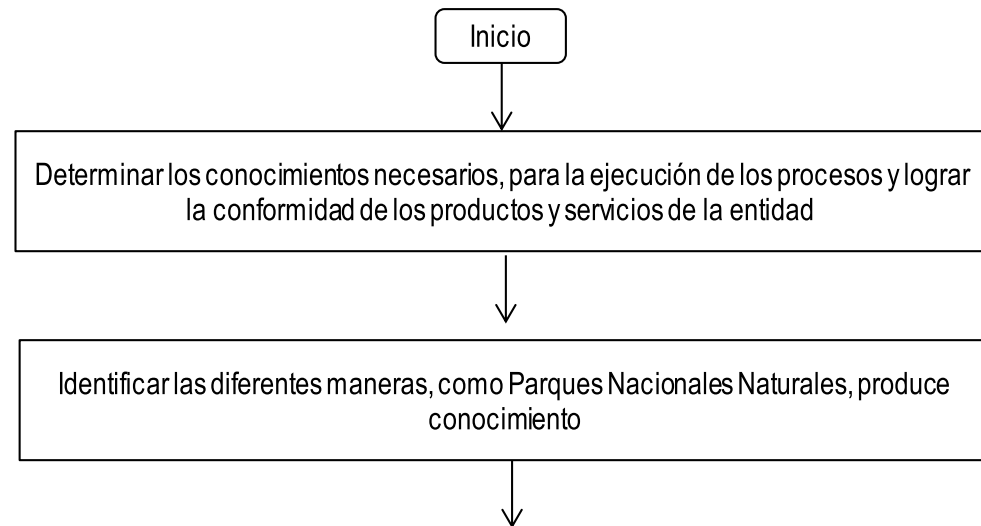 Inicio
Determinar los conocimientos necesarios, para la ejecución de los procesos y lograr
la conformidad de los productos y servicios de la entidad
Identificar las diferentes maneras, como Parques Nacionales Naturales, produce
conocimiento